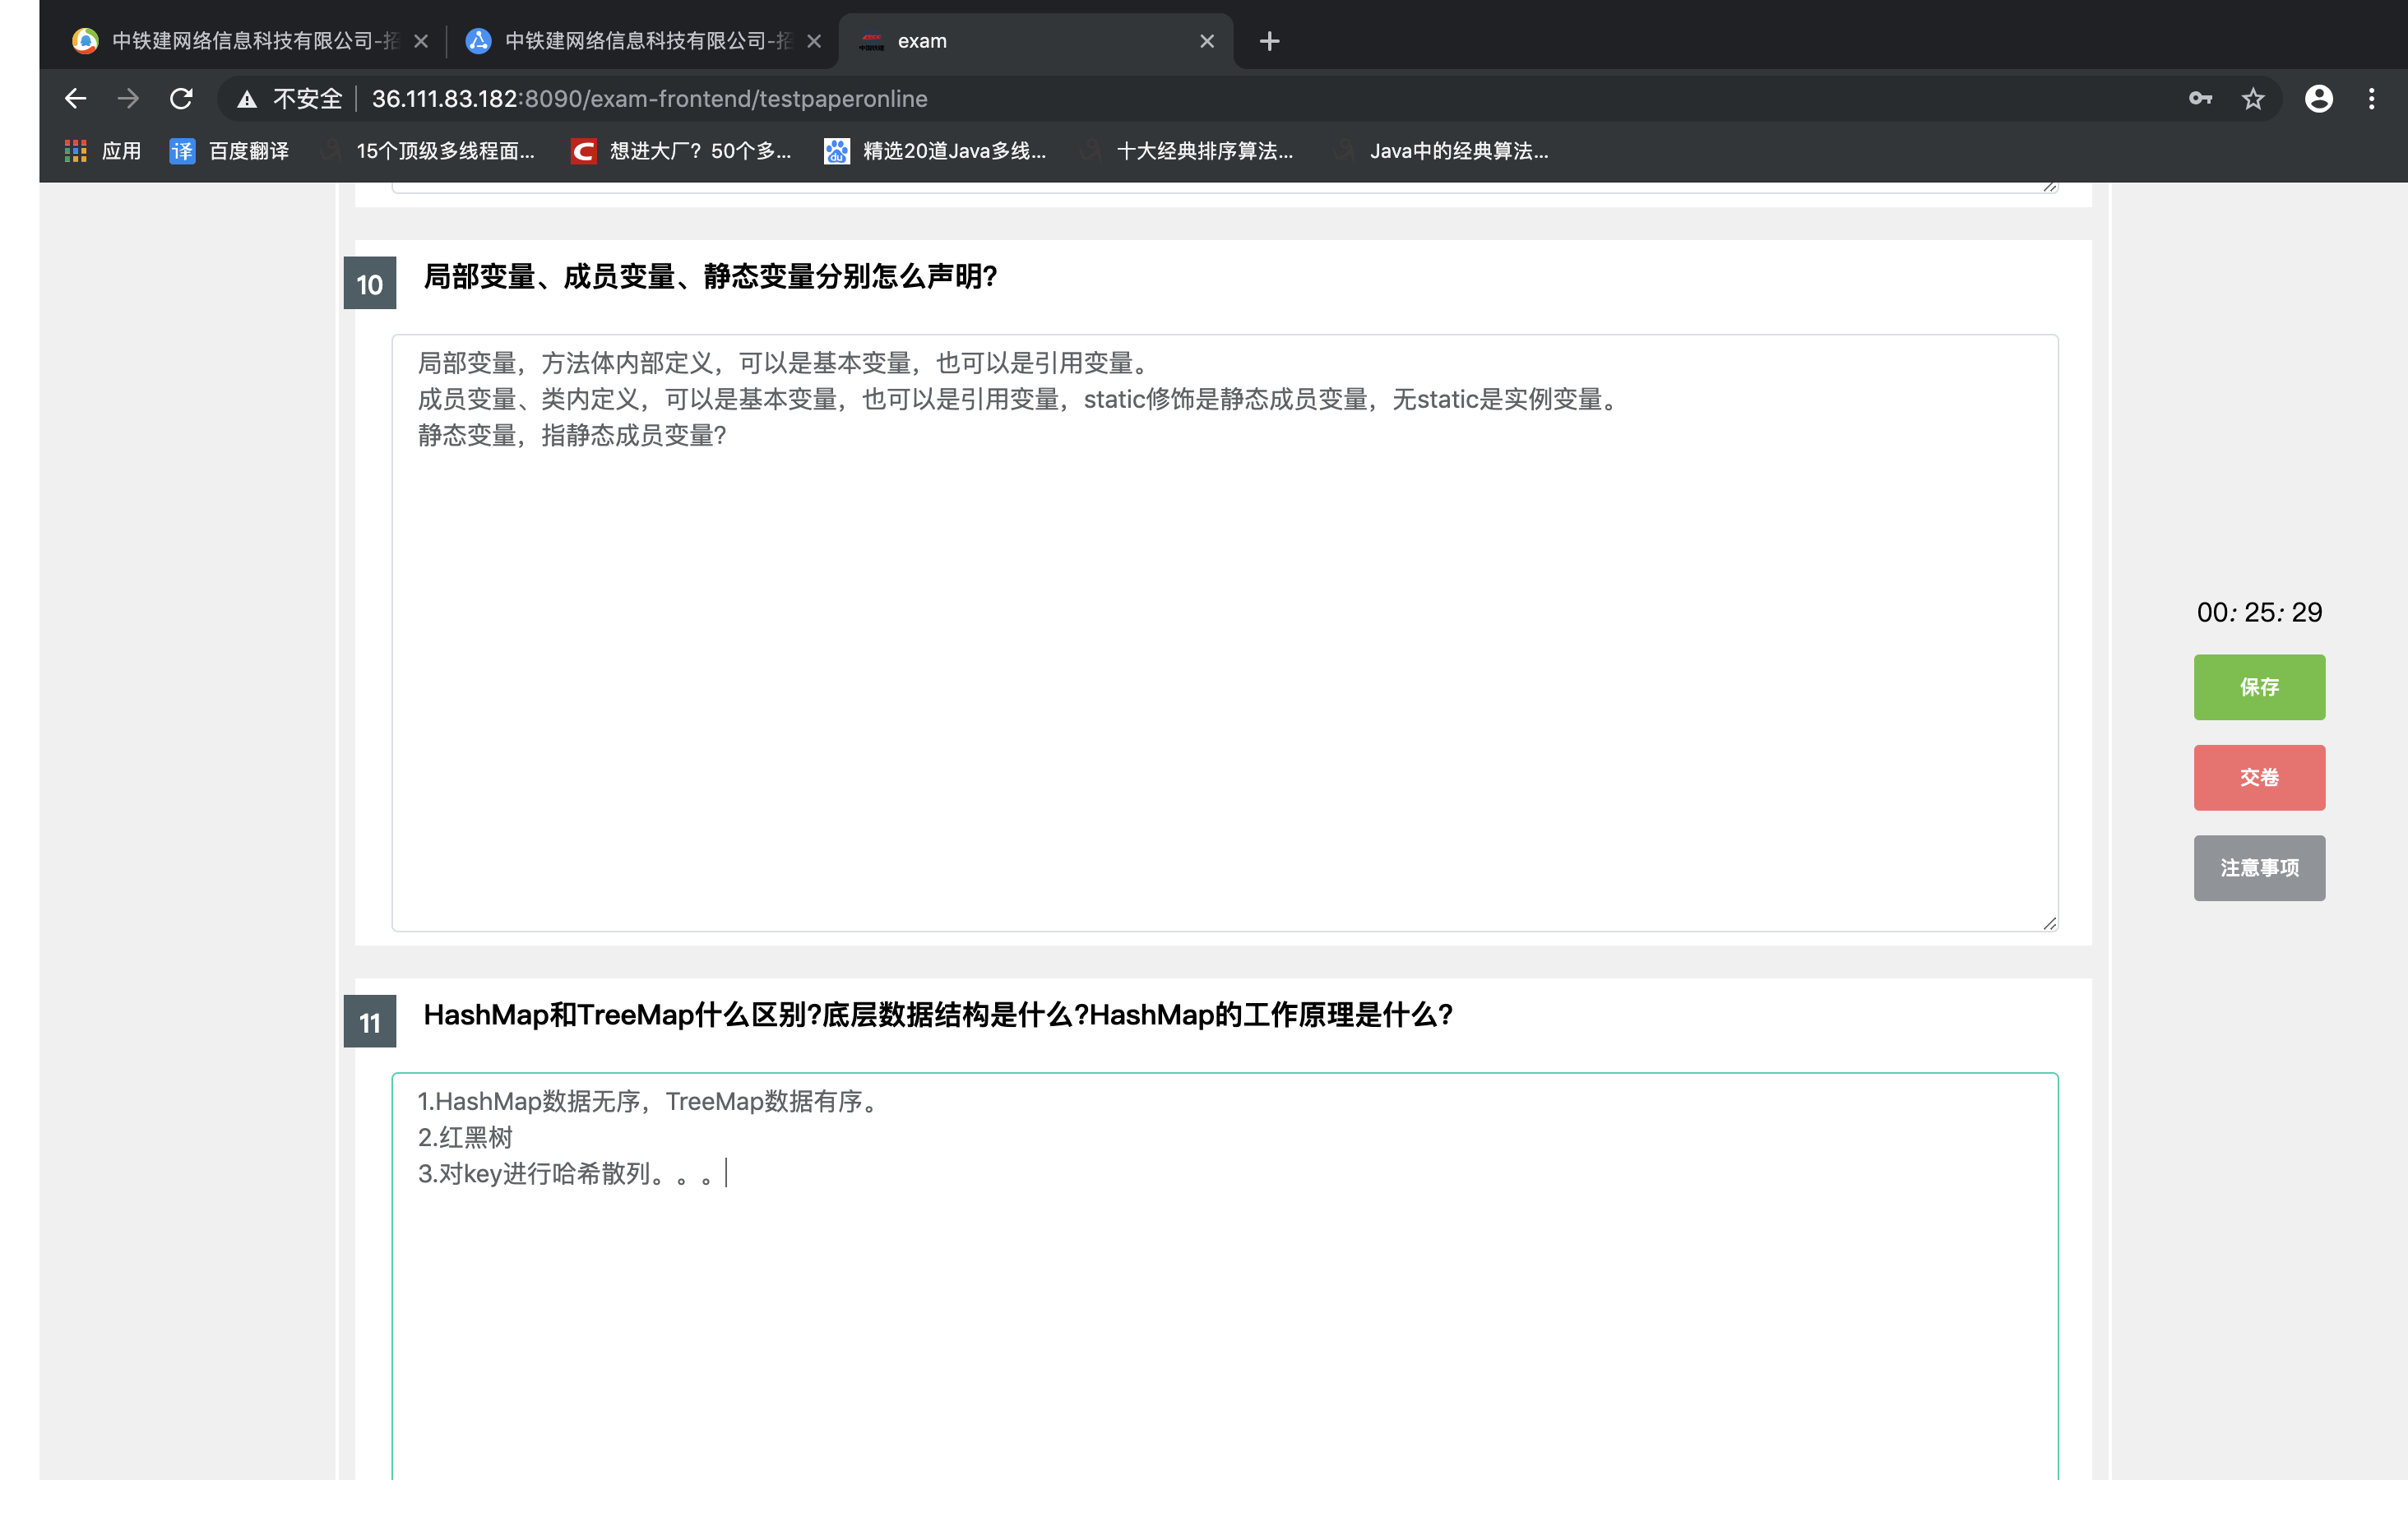 中铁建网络信息科技有限公司-招
中铁建网络信息科技有限公司-招
exam
不安全
36.111.83.182:8090/exam-frontend/testpaperonline
应用
译 百度翻译
15个顶级多线程面...
想进大厂？50个多...
精选20道Java多线...
十大经典排序算法...
Java中的经典算法...
10 局部变量、成员变量、静态变量分别怎么声明?
局部变量，方法体内部定义，可以是基本变量，也可以是引用变量。
成员变量、类内定义，可以是基本变量，也可以是引用变量，static修饰是静态成员变量，无static是实例变量。
静态变量，指静态成员变量?
00: 25: 29
保存
交卷
注意事项
11 HashMap和TreeMap什么区别?底层数据结构是什么?HashMap的工作原理是什么?
1.HashMap数据无序，TreeMap数据有序。
2.红黑树
3.对key进行哈希散列。。。